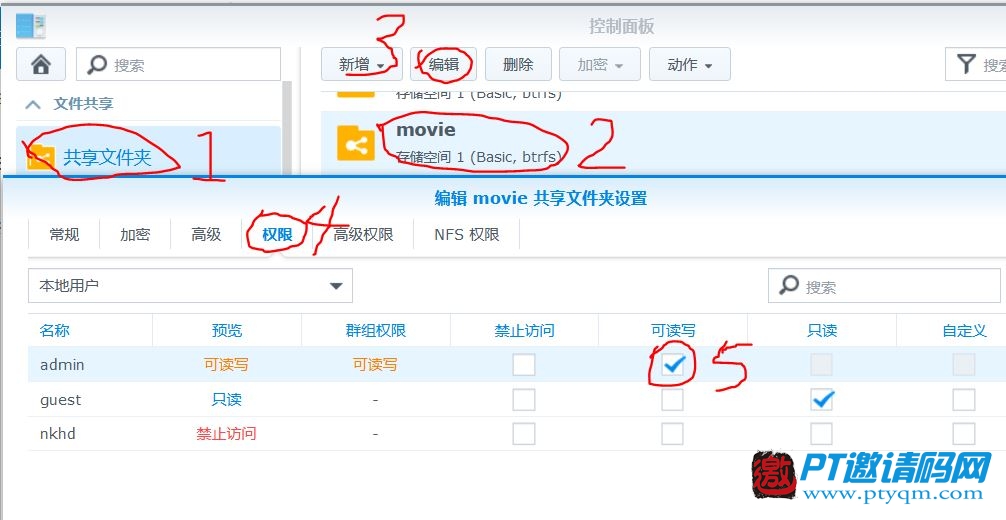 控制面板
搜索
新增 3 编辑 删除 加密 动作
搜索
文件共享
存储空间 1 (Basic, btrfs)
共享文件夹 1
movie
存储空间 1 (Basic, btrfs) 2
编辑 movie 共享文件夹设置
常规 加密 高级 权限 4 高级权限 NFS 权限
本地用户
搜索
名称 预览 群组权限 禁止访问 可读写 只读 自定义
admin 可读写 可读写 5
guest 只读 -
nkhd 禁止访问 -
邀 PT邀请码网
www.ptyqm.com